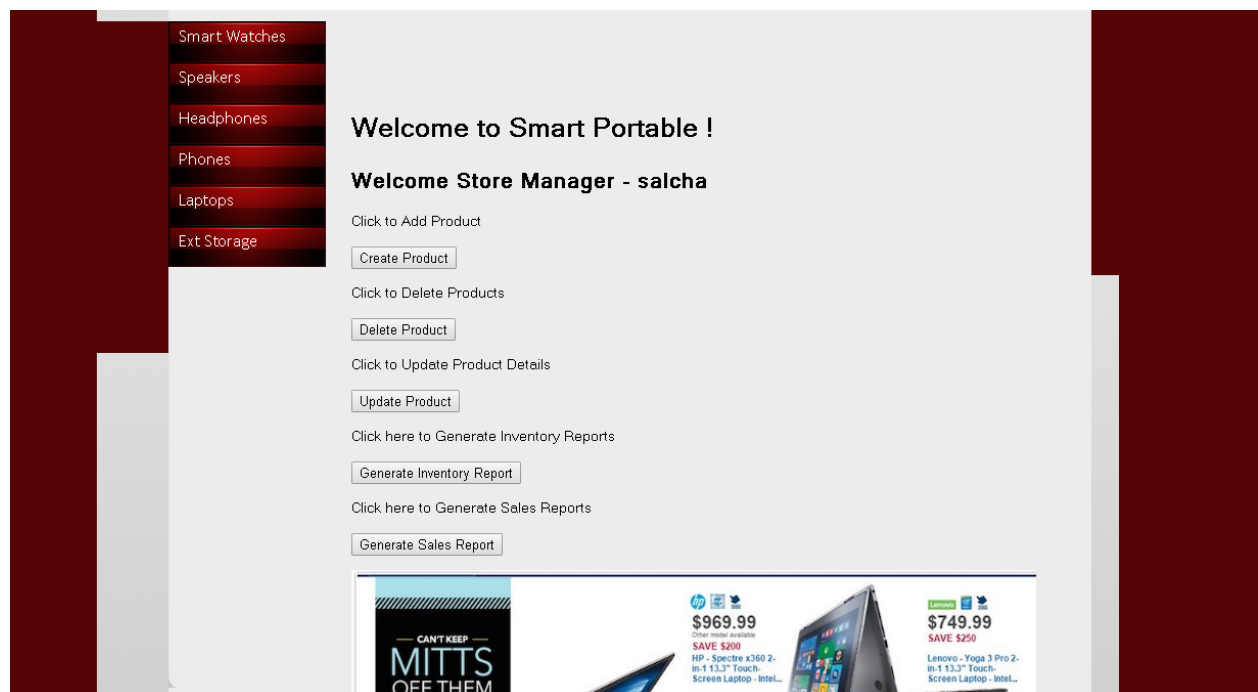 Smart Watches
Speakers
Headphones
Phones
Laptops
Ext Storage
Welcome to Smart Portable !
Welcome Store Manager - salcha
Click to Add Product
Create Product
Click to Delete Products
Delete Product
Click to Update Product Details
Update Product
Click here to Generate Inventory Reports
Generate Inventory Report
Click here to Generate Sales Reports
Generate Sales Report
CAN'T KEEP
MITTS
OFF THEM
hp
$969.99
Other model available
SAVE $200
HP - Spectre x360 2-
in-1 13.3" Touch-
Screen Laptop - Intel...
Lenovo
$749.99
SAVE $250
Lenovo - Yoga 3 Pro 2-
in-1 13.3" Touch-
Screen Laptop - Intel...